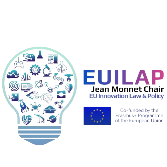 EUILAP
Jean Monnet Chair
EU Innovation Law & Policy
Co-funded by the
Erasmus+ Programme
of the European Union